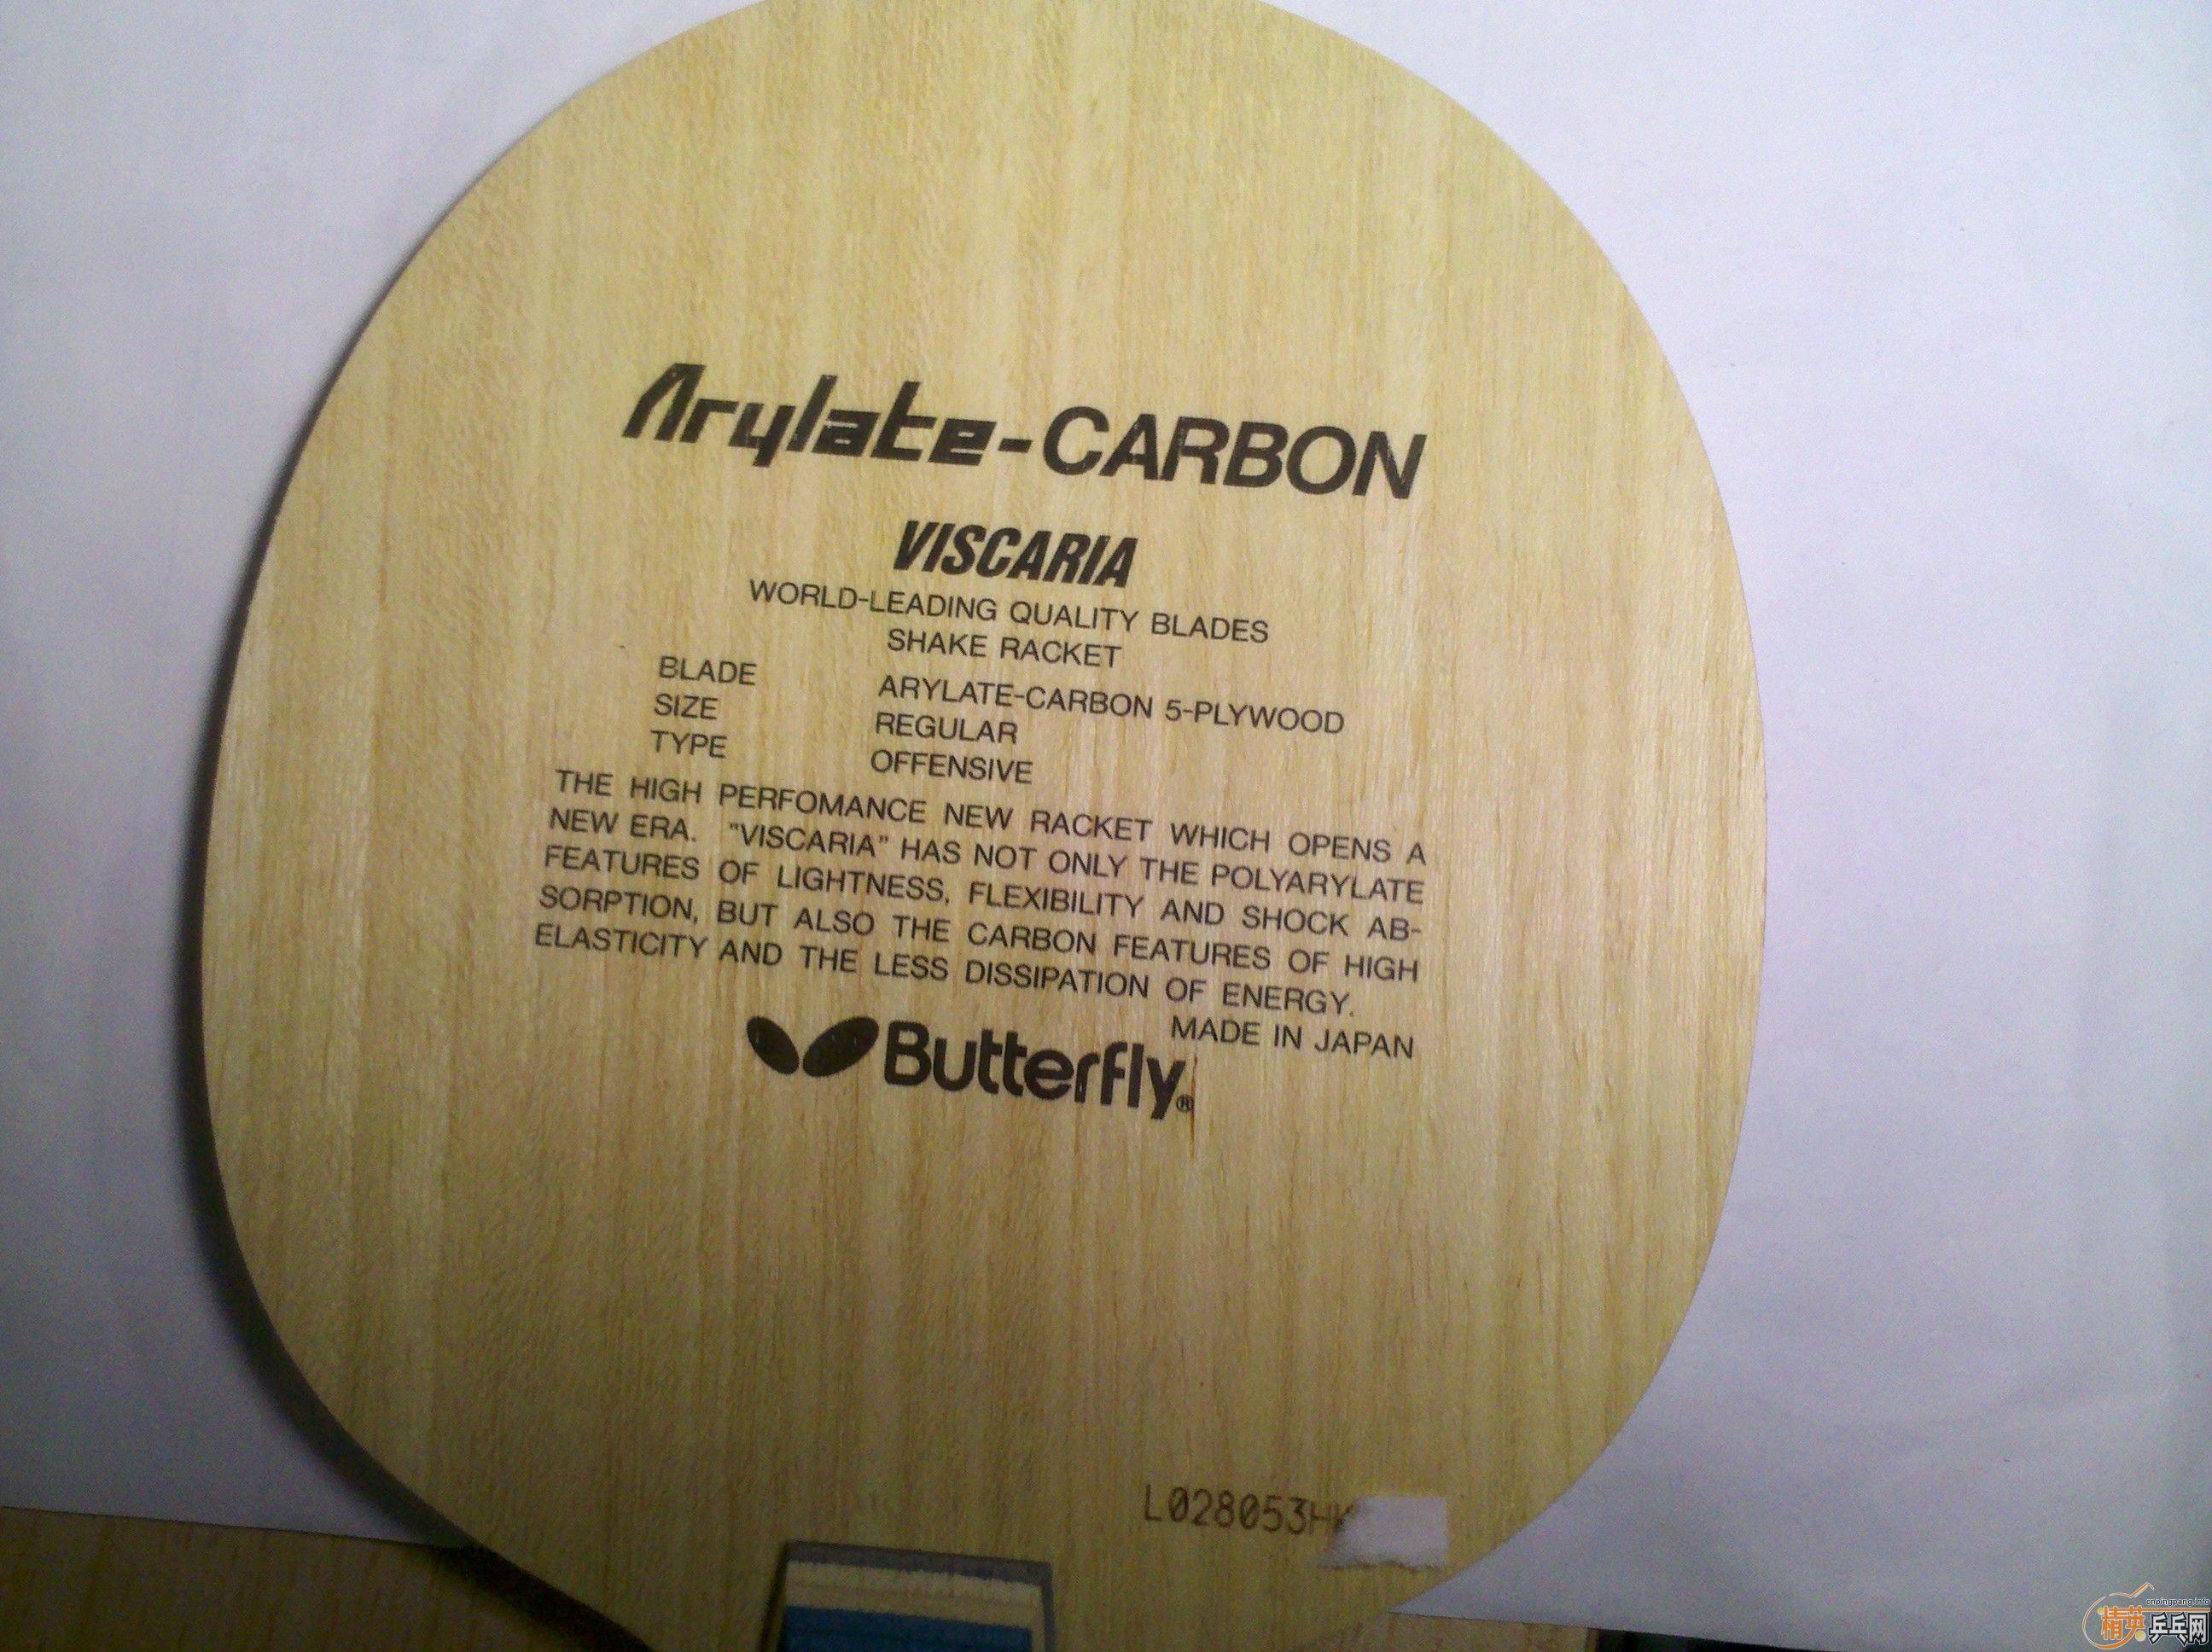 Arylate-CARBON
VISCARIA
WORLD-LEADING QUALITY BLADES
SHAKE RACKET
BLADE ARYLATE-CARBON 5-PLYWOOD
SIZE REGULAR
TYPE OFFENSIVE
THE HIGH PERFOMANCE NEW RACKET WHICH OPENS A
NEW ERA. "VISCARIA" HAS NOT ONLY THE POLYARYLATE
FEATURES OF LIGHTNESS, FLEXIBILITY AND SHOCK AB-
SORPTION, BUT ALSO THE CARBON FEATURES OF HIGH
ELASTICITY AND THE LESS DISSIPATION OF ENERGY.
MADE IN JAPAN
Butterfly®
L028053H
cnpingpang.info
精英乒乓网